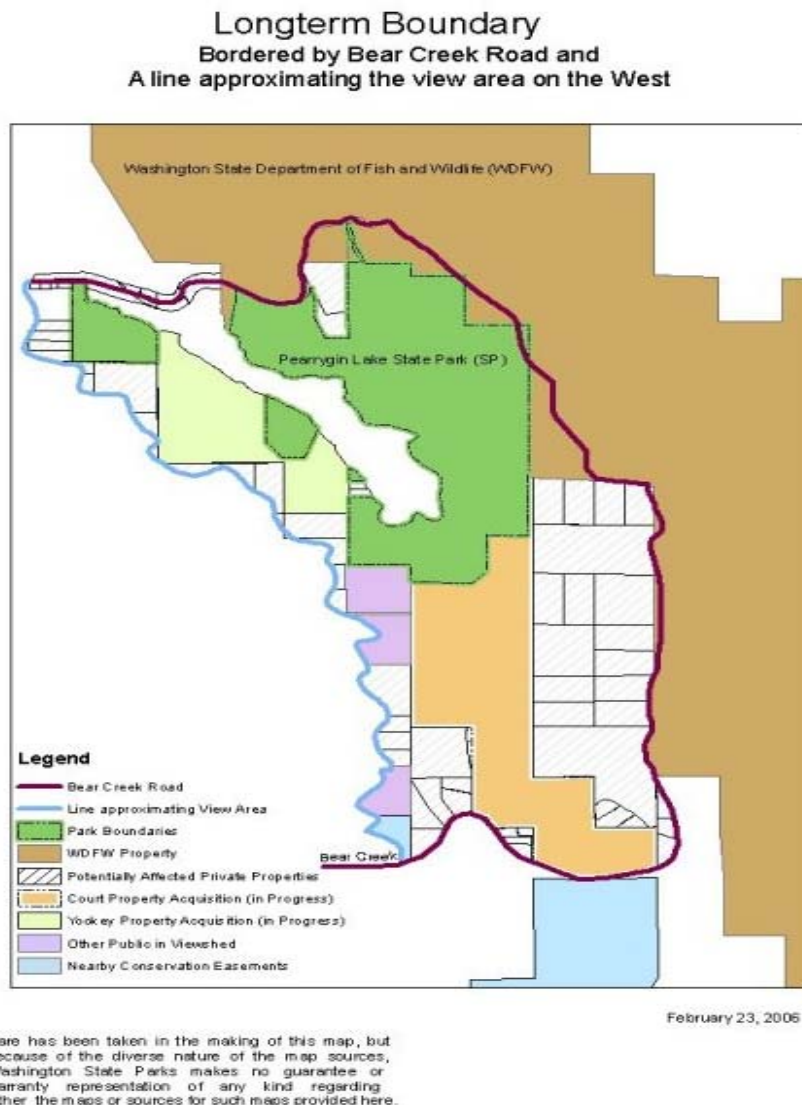 Longterm Boundary
Bordered by Bear Creek Road and
A line approximating the view area on the West
Washington State Department of Fish and Wildlife (WDFW)
Pearrygin Lake State Park (SP)
Legend
Bear Creek Road
Line approximating View Area
Park Boundaries
WDFW Property
Potentially Affected Private Properties
Court Property Acquisition (in Progress)
Yockey Property Acquisition (in Progress)
Other Public in Viewshed
Nearby Conservation Easements
Bear Creek
February 23, 2006
are has been taken in the making of this map, but
ecause of the diverse nature of the map sources,
Washington State Parks makes no guarantee or
arranty representation of any kind regarding
ther the maps or sources for such maps provided here.